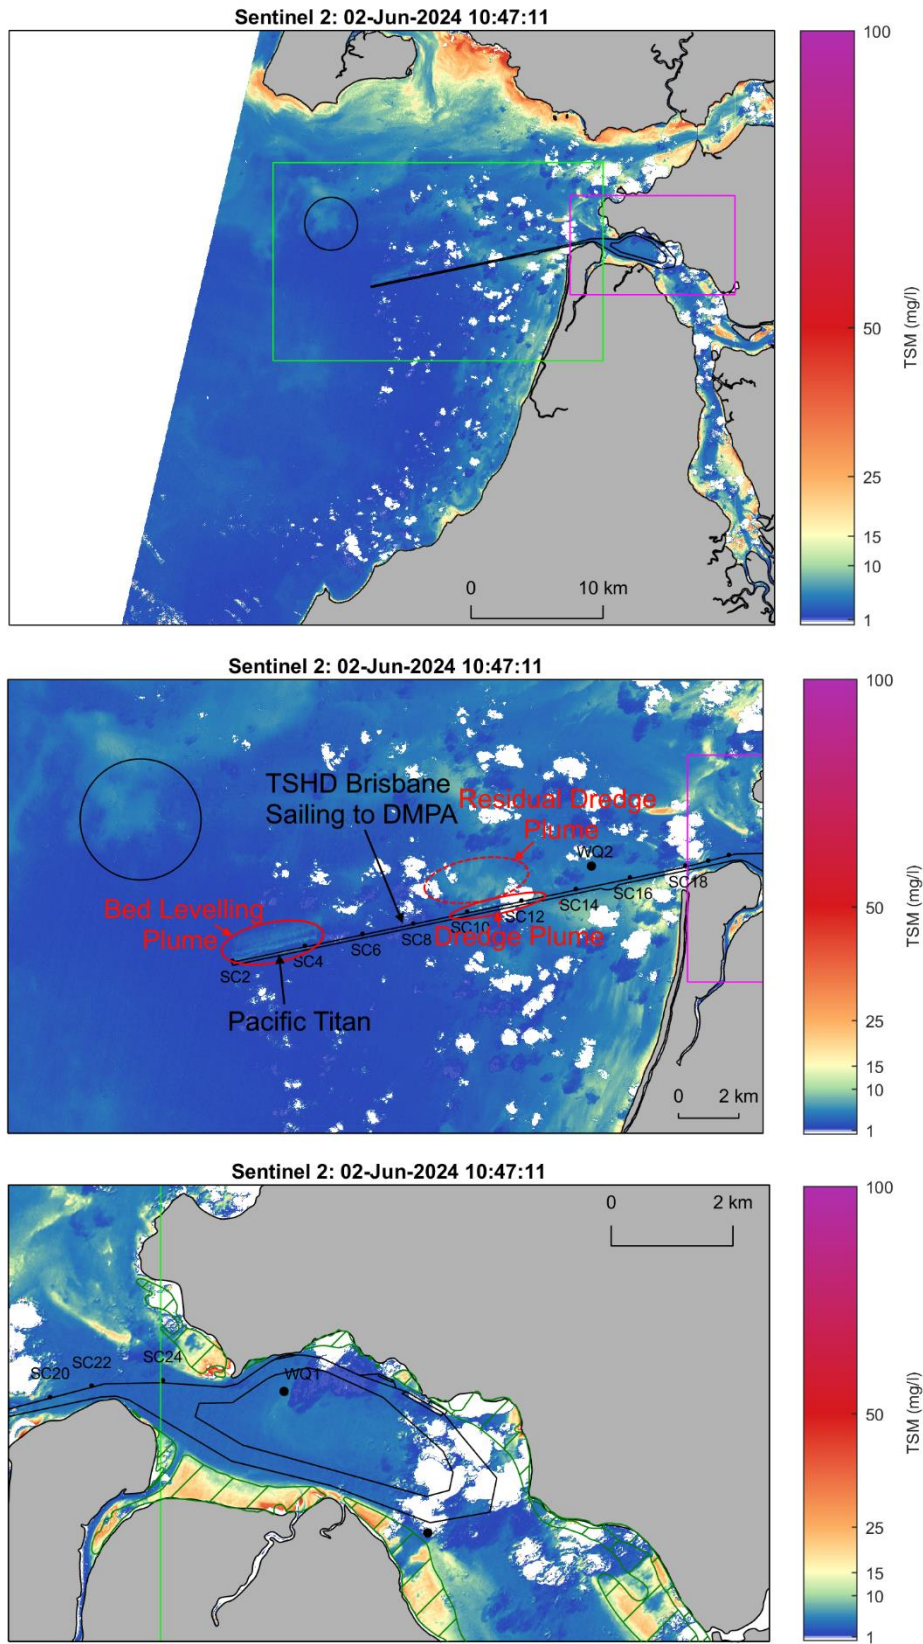 Sentinel 2: 02-Jun-2024 10:47:11
100
50
25
15
10
1
TSM (mg/l)
0
10 km
Sentinel 2: 02-Jun-2024 10:47:11
TSHD Brisbane
Sailing to DMPA
Residual Dredge
Plume
WQ2
Bed Levelling
Plume
SC2
SC4
SC6
SC8
SC10
SC12
SC14
SC16
SC18
Dredge Plume
Pacific Titan
0
2 km
100
50
25
15
10
1
TSM (mg/l)
Sentinel 2: 02-Jun-2024 10:47:11
0
2 km
SC20
SC22
SC24
WQ1
100
50
25
15
10
1
TSM (mg/l)